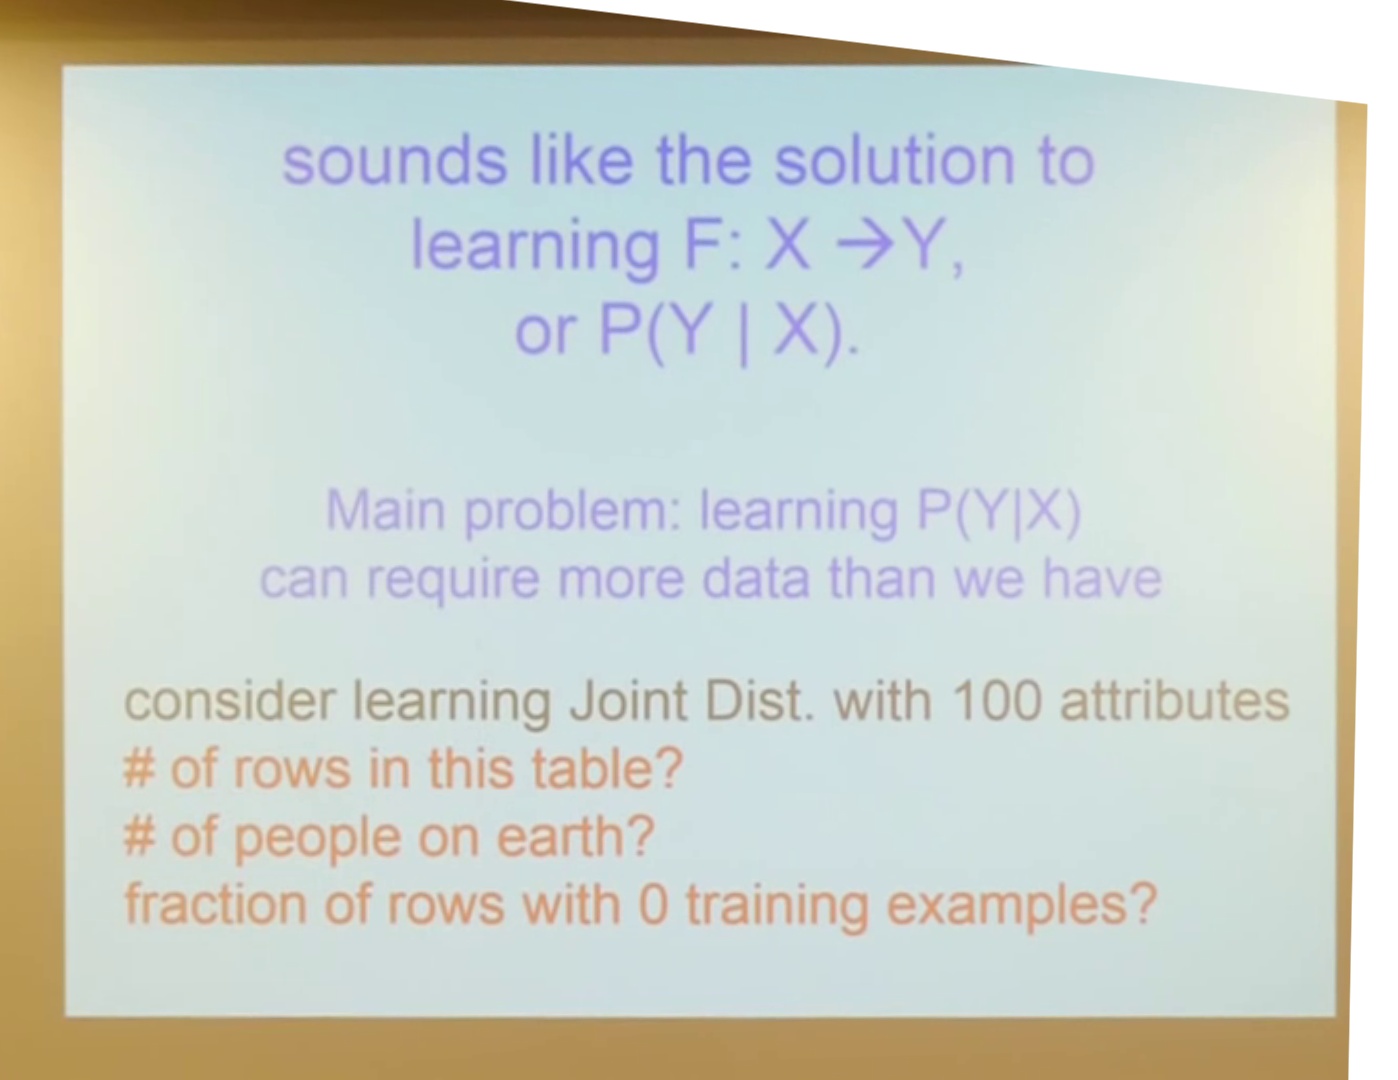 sounds like the solution to
learning F: X →Y,
or P(Y | X).
Main problem: learning P(Y|X)
can require more data than we have
consider learning Joint Dist. with 100 attributes
# of rows in this table?
# of people on earth?
fraction of rows with 0 training examples?